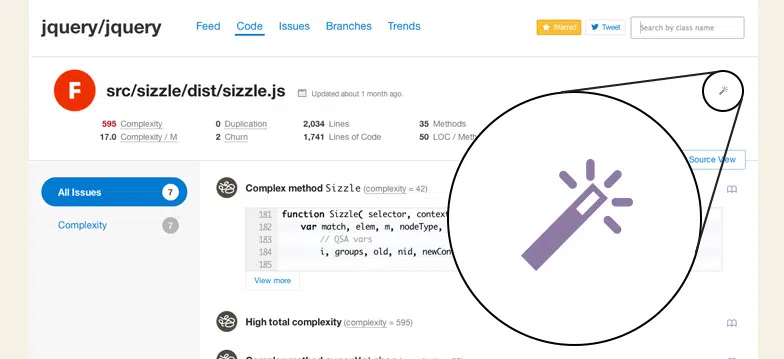 jquery/jquery Feed Code Issues Branches Trends Starred Tweet Search by class name
F src/sizzle/dist/sizzle.js Updated about 1 month ago.
595 Complexity 0 Duplication 2,034 Lines 35 Methods
17.0 Complexity / M 2 Churn 1,741 Lines of Code 50 LOC /
Source View
All Issues 7
Complexity 7
Complex method Sizzle (complexity = 42)
181 function Sizzle( selector,
182 var match, elem, m, nodeType,
183 // QSA vars
184 i, groups, old, nid,
185
View more
High total complexity (complexity = 595)